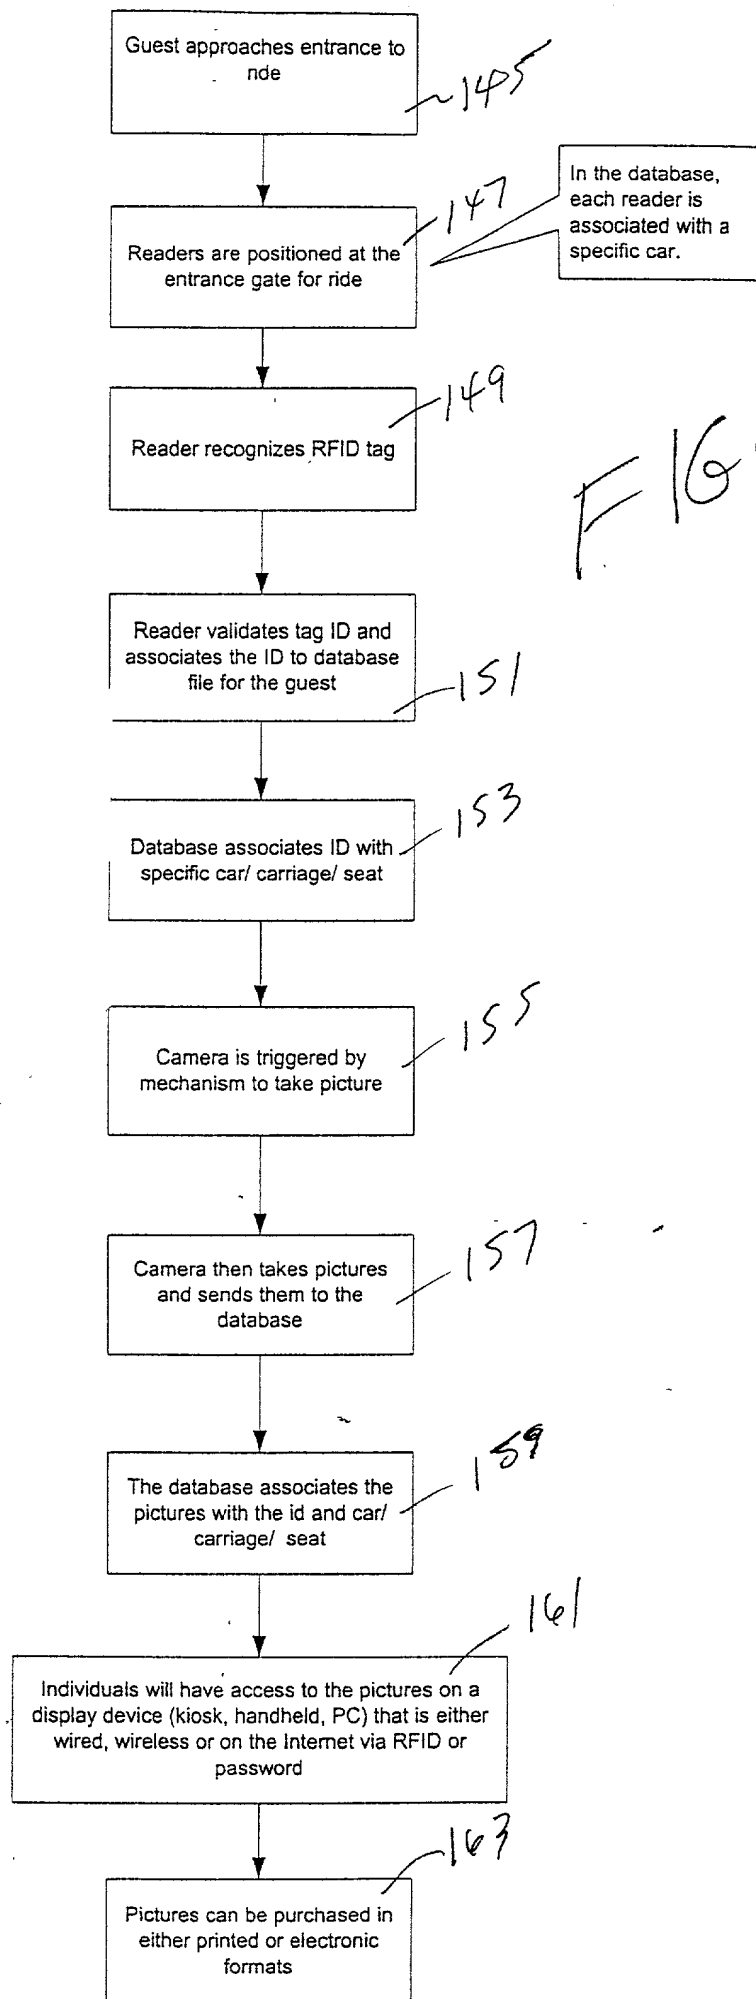 Guest approaches entrance to
ride
145
Readers are positioned at the
entrance gate for ride
147
In the database,
each reader is
associated with a
specific car.
Reader recognizes RFID tag
149
FIG
Reader validates tag ID and
associates the ID to database
file for the guest
151
Database associates ID with
specific car/ carriage/ seat
153
Camera is triggered by
mechanism to take picture
155
Camera then takes pictures
and sends them to the
database
157
The database associates the
pictures with the id and car/
carriage/ seat
159
161
Individuals will have access to the pictures on a
display device (kiosk, handheld, PC) that is either
wired, wireless or on the Internet via RFID or
password
163
Pictures can be purchased in
either printed or electronic
formats